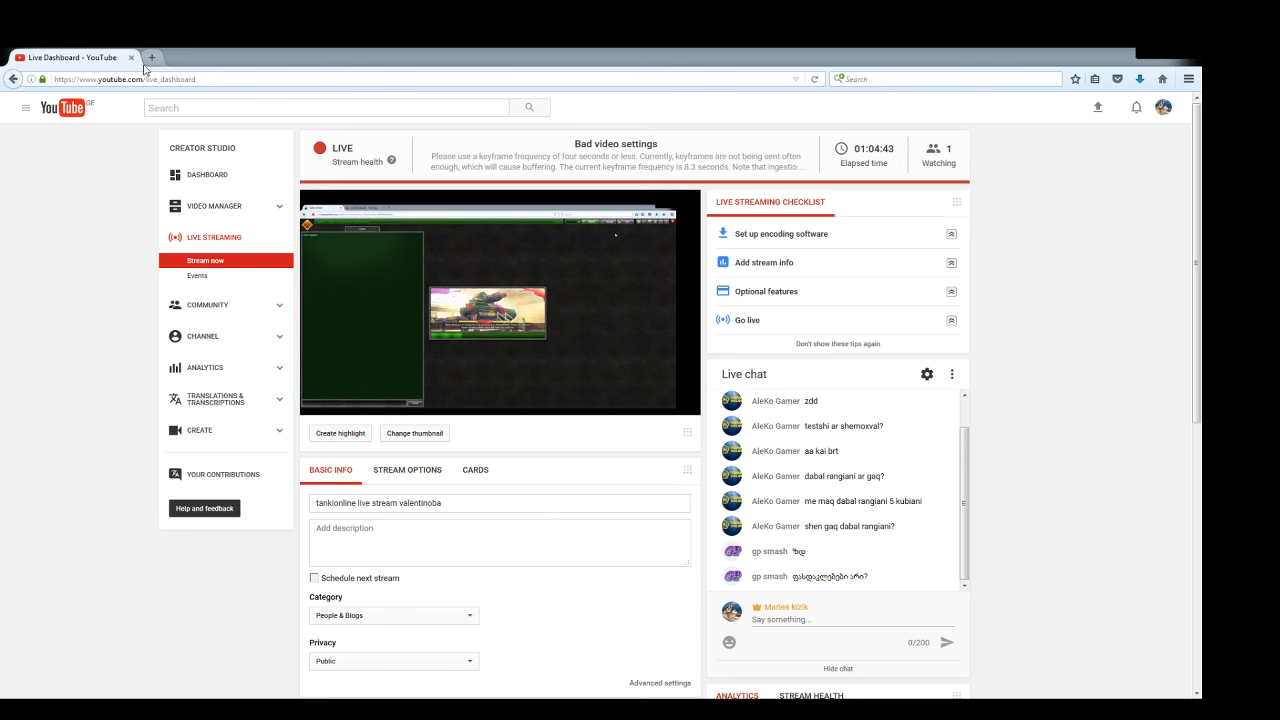 Live Dashboard - YouTube
https://www.youtube.com/live_dashboard
Search
YouTube GE
Search
CREATOR STUDIO
DASHBOARD
VIDEO MANAGER
LIVE STREAMING
Stream now
Events
COMMUNITY
CHANNEL
ANALYTICS
TRANSLATIONS &
TRANSCRIPTIONS
CREATE
YOUR CONTRIBUTIONS
Help and feedback
LIVE
Stream health
Bad video settings
Please use a keyframe frequency of four seconds or less. Currently, keyframes are not being sent often
enough, which will cause buffering. The current keyframe frequency is 8.3 seconds. Note that ingestio...
01:04:43
Elapsed time
1
Watching
Create highlight
Change thumbnail
BASIC INFO
STREAM OPTIONS
CARDS
tankionline live stream valentinoba
Add description
Schedule next stream
Category
People & Blogs
Privacy
Public
Advanced settings
LIVE STREAMING CHECKLIST
Set up encoding software
Add stream info
Optional features
Go live
Don't show these tips again
Live chat
AleKo Gamer zdd
AleKo Gamer testshi ar shemoxval?
AleKo Gamer aa kai brt
AleKo Gamer dabal rangiani ar gaq?
AleKo Gamer me maq dabal rangiani 5 kubiani
AleKo Gamer shen gaq dabal rangiani?
gp smash ზდ
gp smash ფასდაკლებები არი?
Maries kizik
Say something...
0/200
Hide chat
ANALYTICS
STREAM HEALTH